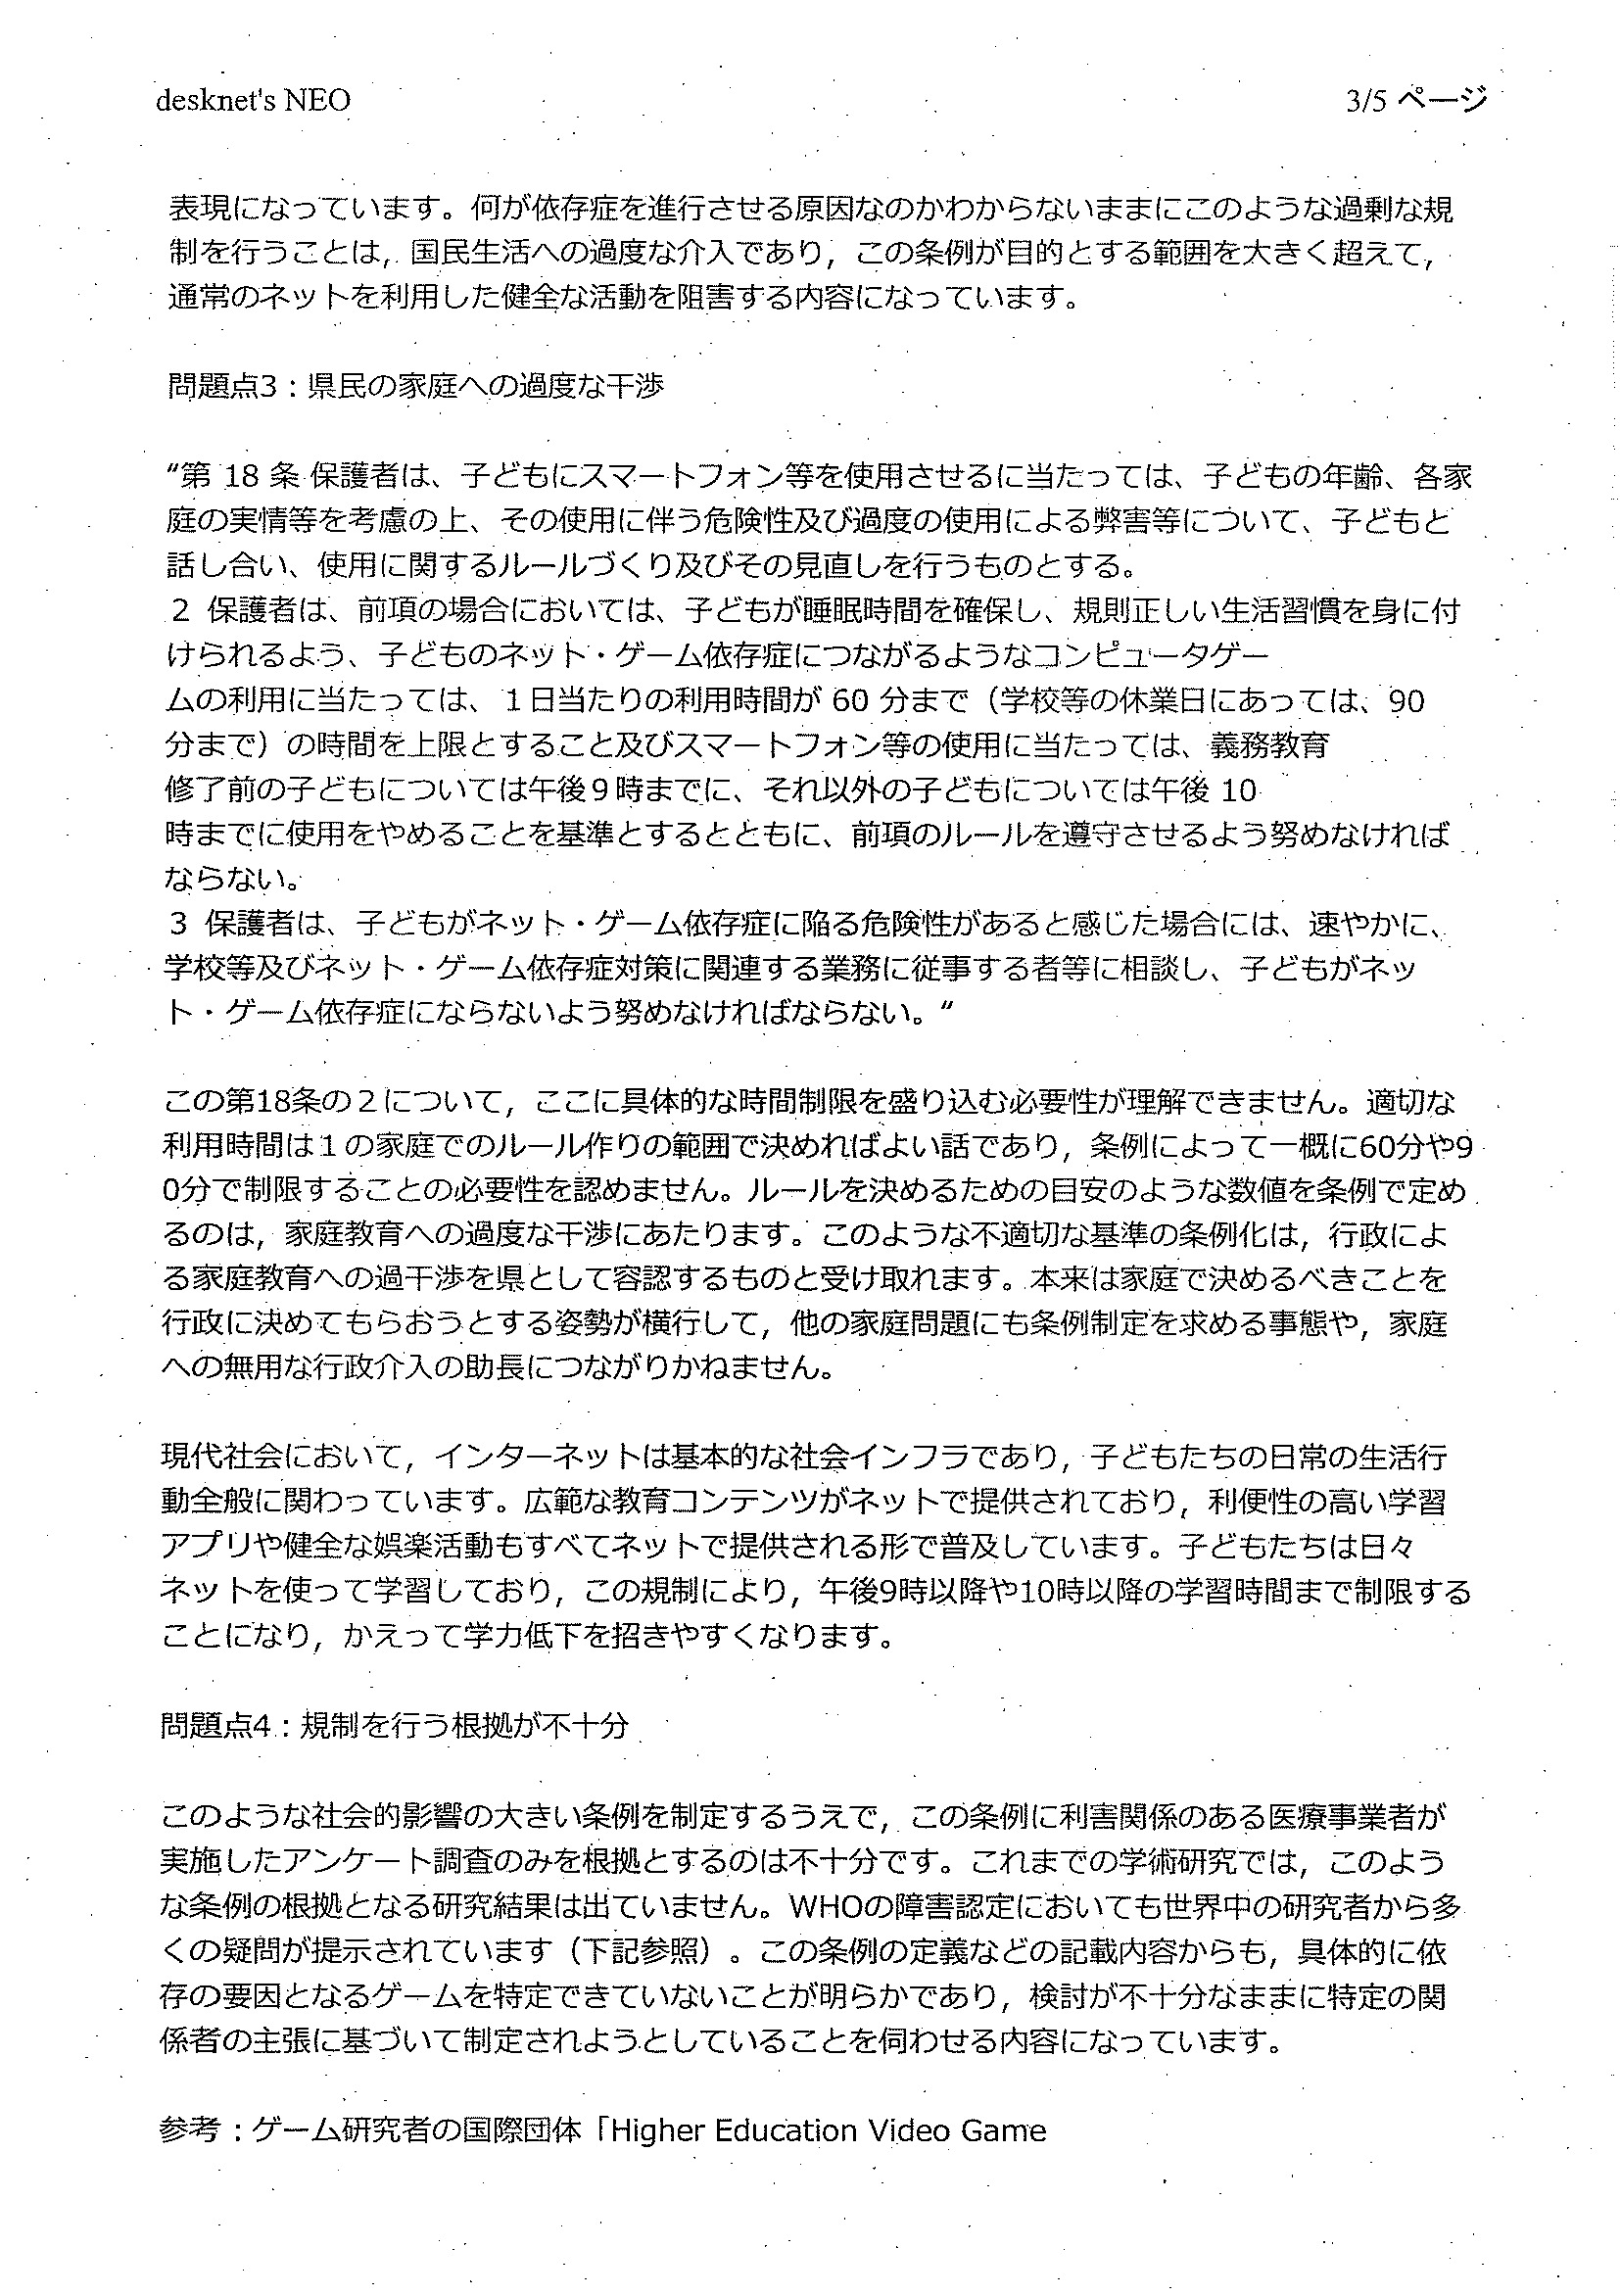 desknet's NEO
3/5 ページ
表現になっています。何が依存症を進行させる原因なのかわからないままにこのような過剰な規
制を行うことは，国民生活への過度な介入であり，この条例が目的とする範囲を大きく超えて，
通常のネットを利用した健全な活動を阻害する内容になっています。
問題点3：県民の家庭への過度な干渉
“第 18 条 保護者は、子どもにスマートフォン等を使用させるに当たっては、子どもの年齢、各家
庭の実情等を考慮の上、その使用に伴う危険性及び過度の使用による弊害等について、子どもと
話し合い、使用に関するルールづくり及びその見直しを行うものとする。
２ 保護者は、前項の場合においては、子どもが睡眠時間を確保し、規則正しい生活習慣を身に付
けられるよう、子どものネット・ゲーム依存症につながるようなコンピュータゲー
ムの利用に当たっては、１日当たりの利用時間が 60 分まで（学校等の休業日にあっては、90
分まで）の時間を上限とすること及びスマートフォン等の使用に当たっては、義務教育
修了前の子どもについては午後９時までに、それ以外の子どもについては午後 10
時までに使用をやめることを基準とするとともに、前項のルールを遵守させるよう努めなければ
ならない。
３ 保護者は、子どもがネット・ゲーム依存症に陥る危険性があると感じた場合には、速やかに、
学校等及びネット・ゲーム依存症対策に関連する業務に従事する者等に相談し、子どもがネッ
ト・ゲーム依存症にならないよう努めなければならない。“
この第18条の２について，ここに具体的な時間制限を盛り込む必要性が理解できません。適切な
利用時間は１の家庭でのルール作りの範囲で決めればよい話であり，条例によって一概に60分や9
0分で制限することの必要性を認めません。ルールを決めるための目安のような数値を条例で定め
るのは，家庭教育への過度な干渉にあたります。このような不適切な基準の条例化は，行政によ
る家庭教育への過干渉を県として容認するものと受け取れます。本来は家庭で決めるべきことを
行政に決めてもらおうとする姿勢が横行して，他の家庭問題にも条例制定を求める事態や，家庭
への無用な行政介入の助長につながりかねません。
現代社会において，インターネットは基本的な社会インフラであり，子どもたちの日常の生活行
動全般に関わっています。広範な教育コンテンツがネットで提供されており，利便性の高い学習
アプリや健全な娯楽活動もすべてネットで提供される形で普及しています。子どもたちは日々
ネットを使って学習しており，この規制により，午後9時以降や10時以降の学習時間まで制限する
ことになり，かえって学力低下を招きやすくなります。
問題点4：規制を行う根拠が不十分
このような社会的影響の大きい条例を制定するうえで，この条例に利害関係のある医療事業者が
実施したアンケート調査のみを根拠とするのは不十分です。これまでの学術研究では，このよう
な条例の根拠となる研究結果は出ていません。WHOの障害認定においても世界中の研究者から多
くの疑問が提示されています（下記参照）。この条例の定義などの記載内容からも，具体的に依
存の要因となるゲームを特定できていないことが明らかであり，検討が不十分なままに特定の関
係者の主張に基づいて制定されようとしていることを伺わせる内容になっています。
参考：ゲーム研究者の国際団体「Higher Education Video Game